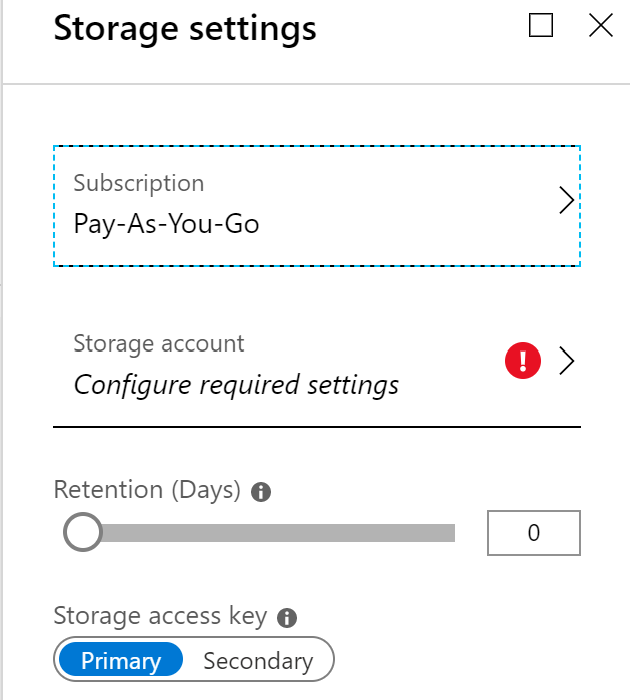 Storage settings
Subscription
Pay-As-You-Go
Storage account
Configure required settings
Retention (Days)
0
Storage access key
Primary Secondary